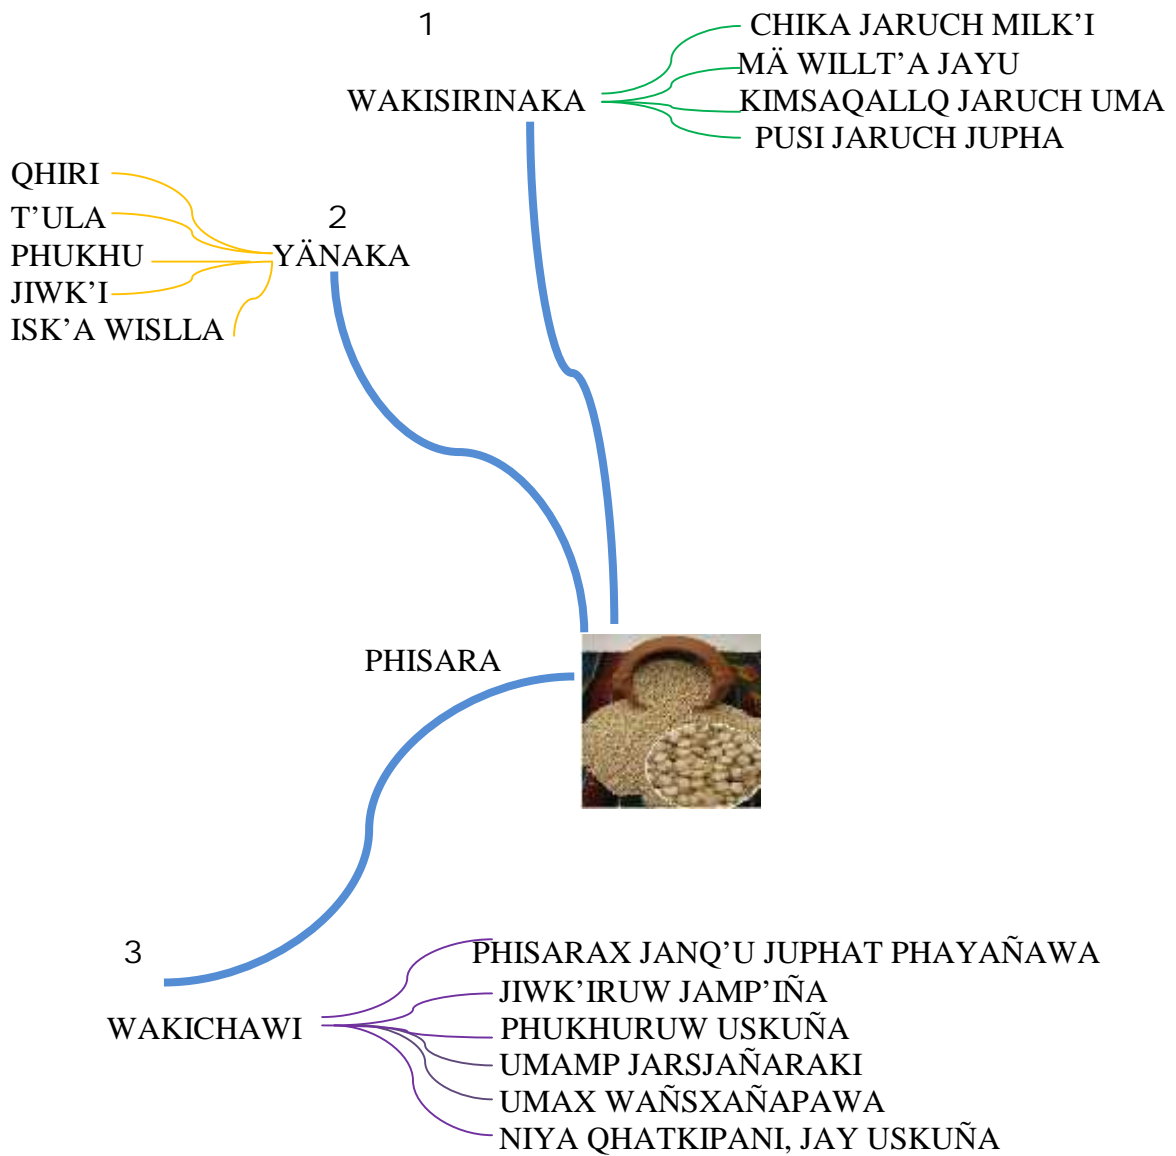 1
WAKISIRINAKA
CHIKA JARUCH MILK’I
MÄ WILLT’A JAYU
KIMSAQALLQ JARUCH UMA
PUSI JARUCH JUPHA
2
YÄNAKA
QHIRI
T’ULA
PHUKHU
JIWK’I
ISK’A WISLLA
PHISARA
3
WAKICHAWI
PHISARAX JANQ’U JUPHAT PHAYAÑAWA
JIWK’IRUW JAMP’IÑA
PHUKHURUW USKUÑA
UMAMP JARSJAÑARAKI
UMAX WAÑSXAÑAPAWA
NIYA QHATKIPANI, JAY USKUÑA